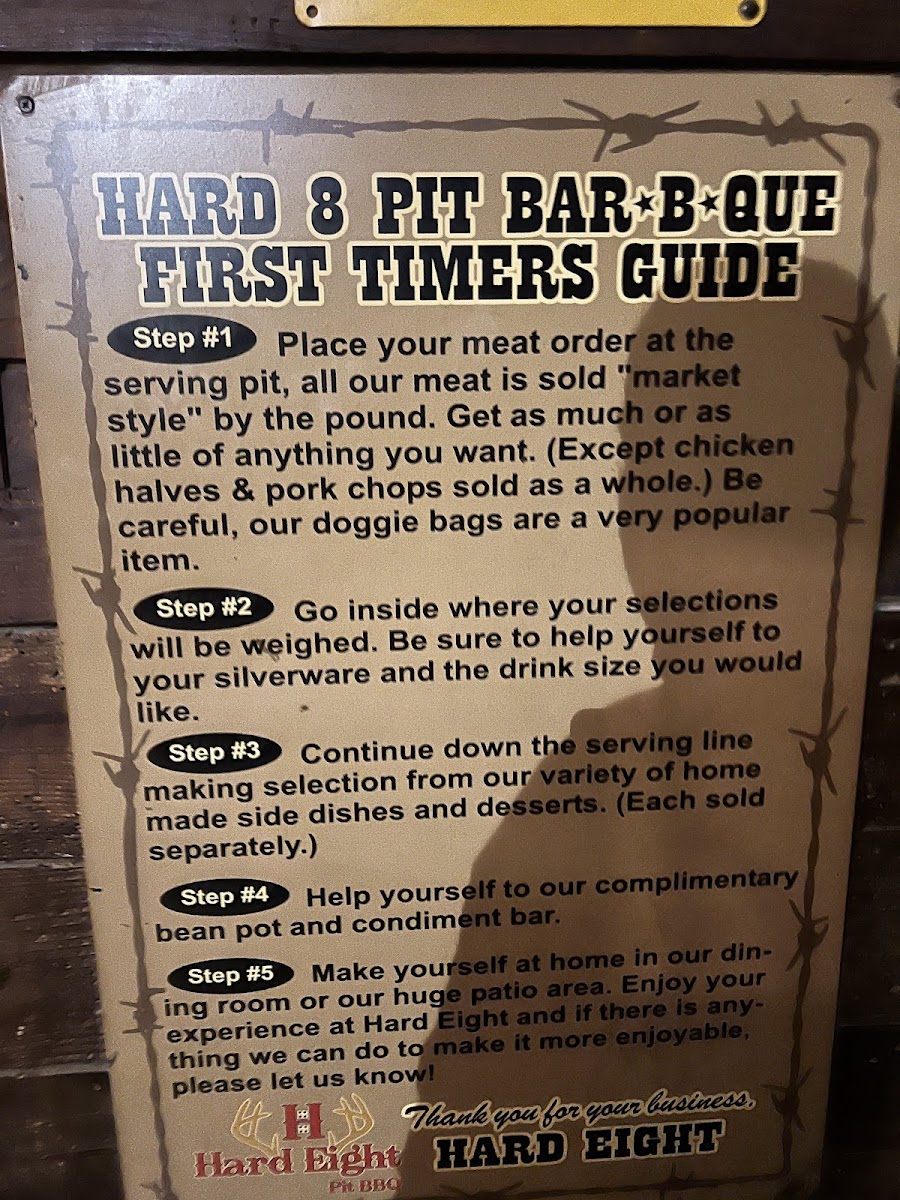 HARD 8 PIT BAR★B★QUE
FIRST TIMERS GUIDE
Step #1 Place your meat order at the
serving pit, all our meat is sold "market
style" by the pound. Get as much or as
little of anything you want. (Except chicken
halves & pork chops sold as a whole.) Be
careful, our doggie bags are a very popular
item.
Step #2 Go inside where your selections
will be weighed. Be sure to help yourself to
your silverware and the drink size you would
like.
Step #3 Continue down the serving line
making selection from our variety of home
made side dishes and desserts. (Each sold
separately.)
Step #4 Help yourself to our complimentary
bean pot and condiment bar.
Step #5 Make yourself at home in our din-
ing room or our huge patio area. Enjoy your
experience at Hard Eight and if there is any-
thing we can do to make it more enjoyable,
please let us know!
H
Hard Eight
Pit BBQ
Thank you for your business,
HARD EIGHT